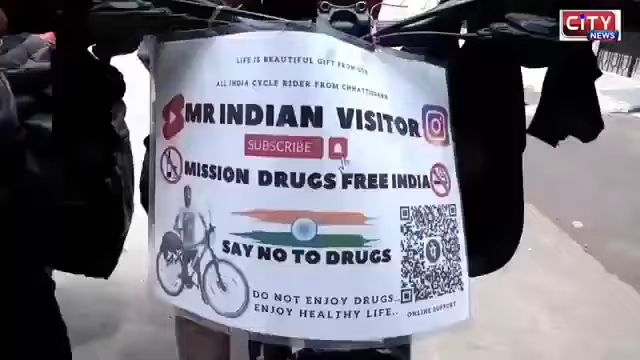 CITY
NEWS
LIFE IS BEAUTIFUL GIFT FROM GOD
ALL INDIA CYCLE RIDER FROM CHHATTISGARH
MR INDIAN VISITOR
SUBSCRIBE
MISSION DRUGS FREE INDIA
SAY NO TO DRUGS
DO NOT ENJOY DRUGS...
ENJOY HEALTHY LIFE..
ONLINE SUPPORT